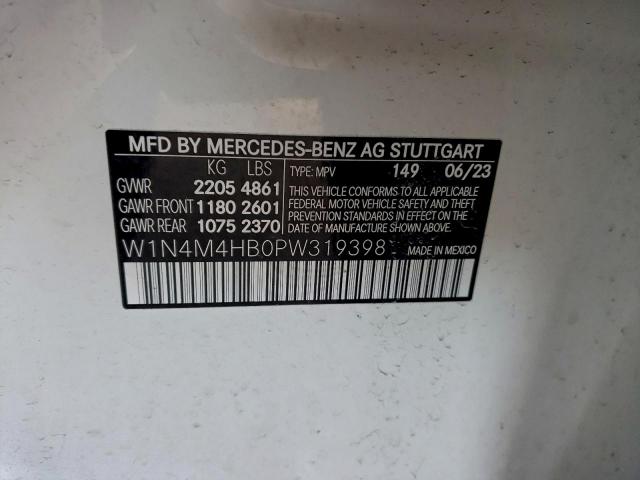 MFD BY MERCEDES-BENZ AG STUTTGART
KG LBS TYPE: MPV 149 06/23
GVWR 2205 4861
GAWR FRONT 1180 2601
GAWR REAR 1075 2370
THIS VEHICLE CONFORMS TO ALL APPLICABLE
FEDERAL MOTOR VEHICLE SAFETY AND THEFT
PREVENTION STANDARDS IN EFFECT ON THE
DATE OF MANUFACTURE SHOWN ABOVE.
W1N4M4HB0PW319398 MADE IN MEXICO